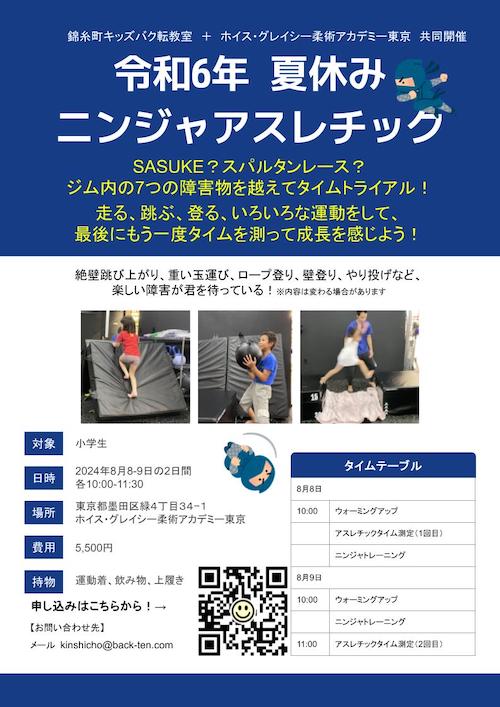 錦糸町キッズバク転教室 ＋ ホイス・グレイシー柔術アカデミー東京 共同開催
令和6年 夏休み
ニンジャアスレチック
SASUKE？スパルタンレース？
ジム内の7つの障害物を越えてタイムトライアル！
走る、跳ぶ、登る、いろいろな運動をして、
最後にもう一度タイムを測って成長を感じよう！
絶壁跳び上がり、重い玉運び、ロープ登り、壁登り、やり投げなど、
楽しい障害が君を待っている！※内容は変わる場合があります
対象 小学生
日時 2024年8月8-9日の2日間
各10:00-11:30
場所 東京都墨田区緑4丁目34−1
ホイス・グレイシー柔術アカデミー東京
費用 5,500円
持物 運動着、飲み物、上履き
申し込みはこちらから！→
【お問い合わせ先】
メール kinshicho@back-ten.com
タイムテーブル
8月8日
10:00 ウォーミングアップ
アスレチックタイム測定（1回目）
ニンジャトレーニング
8月9日
10:00 ウォーミングアップ
ニンジャトレーニング
11:00 アスレチックタイム測定（2回目）